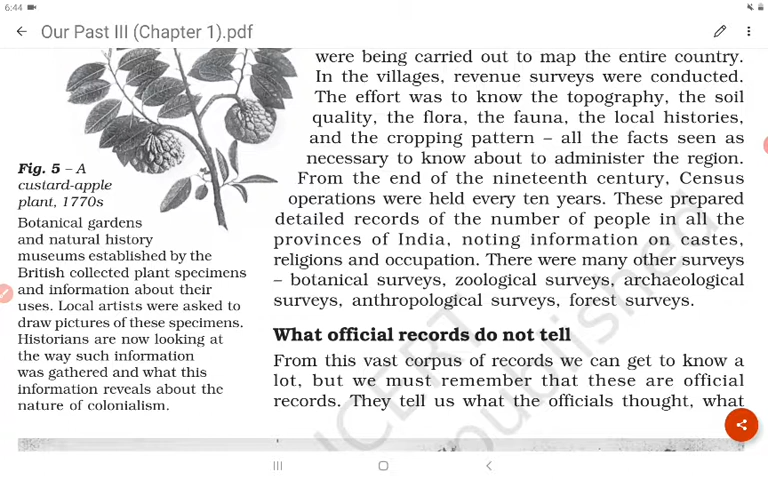 6:44
Our Past III (Chapter 1).pdf
were being carried out to map the entire country.
In the villages, revenue surveys were conducted.
The effort was to know the topography, the soil
quality, the flora, the fauna, the local histories,
and the cropping pattern – all the facts seen as
necessary to know about to administer the region.
From the end of the nineteenth century, Census
operations were held every ten years. These prepared
detailed records of the number of people in all the
provinces of India, noting information on castes,
religions and occupation. There were many other surveys
– botanical surveys, zoological surveys, archaeological
surveys, anthropological surveys, forest surveys.
What official records do not tell
From this vast corpus of records we can get to know a
lot, but we must remember that these are official
records. They tell us what the officials thought, what
Fig. 5 – A
custard-apple
plant, 1770s
Botanical gardens
and natural history
museums established by the
British collected plant specimens
and information about their
uses. Local artists were asked to
draw pictures of these specimens.
Historians are now looking at
the way such information
was gathered and what this
information reveals about the
nature of colonialism.
NCERT
published